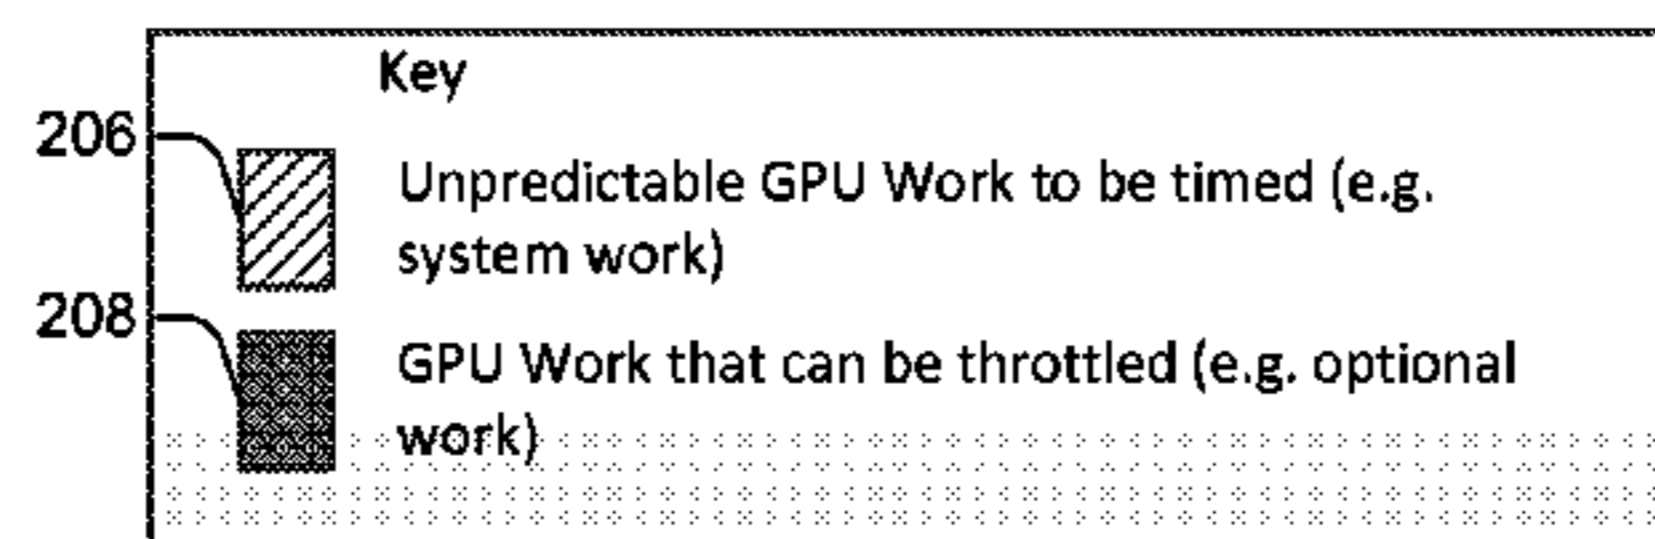 Key
206
Unpredictable GPU Work to be timed (e.g.
system work)
208
GPU Work that can be throttled (e.g. optional
work)